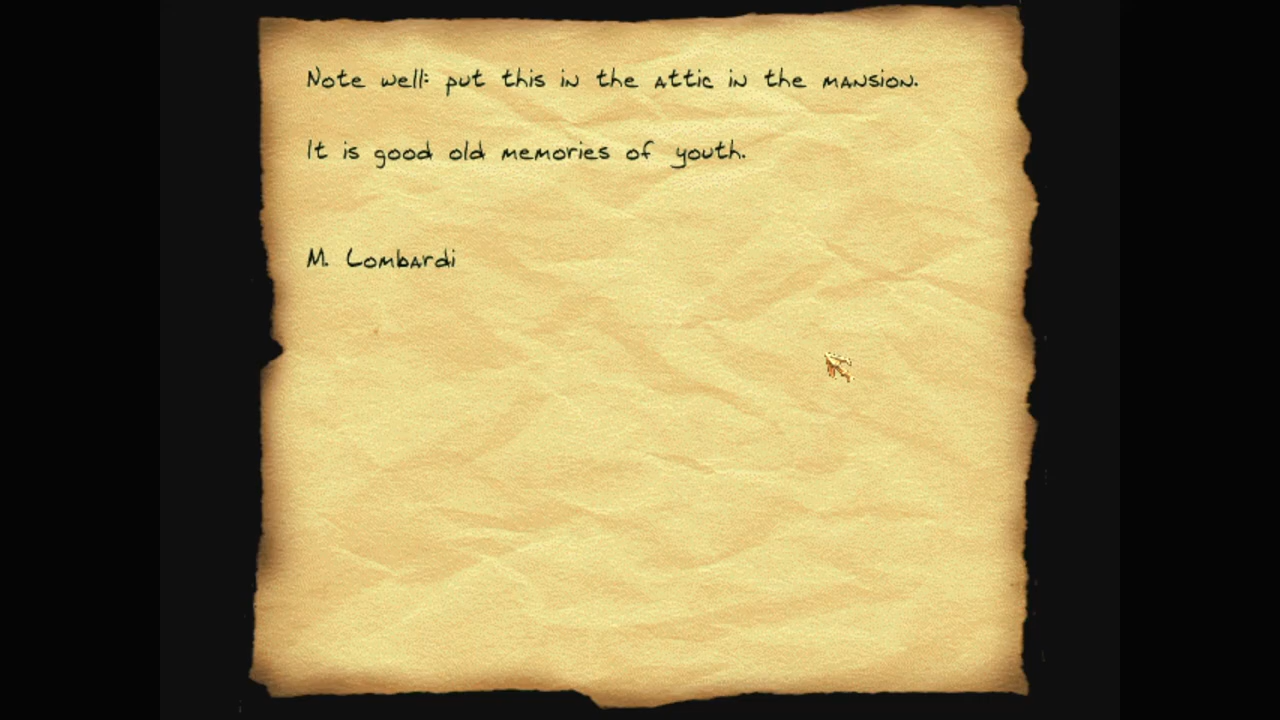 Note well: put this in the attic in the mansion.
It is good old memories of youth.
M. Lombardi